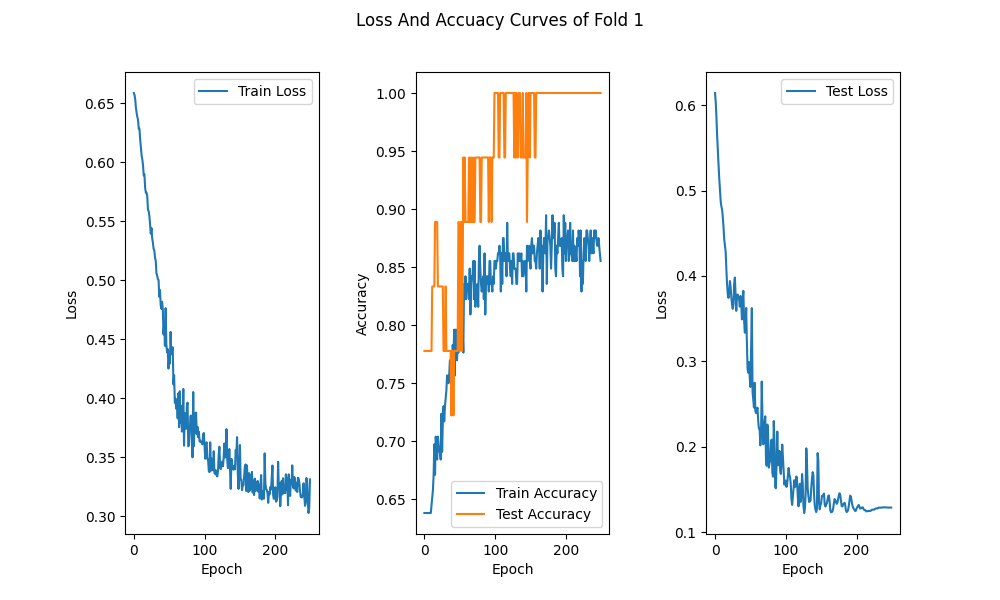 Loss And Accuacy Curves of Fold 1
Train Loss
0.65
0.60
0.55
0.50
0.45
0.40
0.35
0.30
Loss
0
100
200
Epoch
1.00
0.95
0.90
0.85
0.80
0.75
0.70
0.65
Accuracy
Train Accuracy
Test Accuracy
0
100
200
Epoch
Test Loss
0.6
0.5
0.4
0.3
0.2
0.1
Loss
0
100
200
Epoch